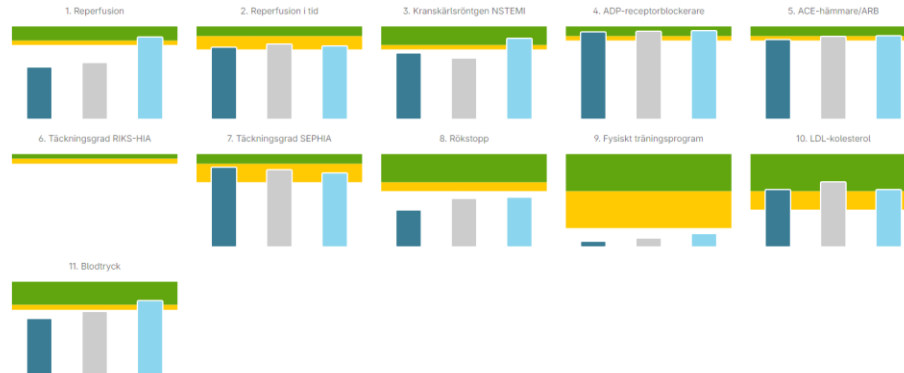 1. Reperfusion
2. Reperfusion i tid
3. Kranskärlsröntgen NSTEMI
4. ADP-receptorblockerare
5. ACE-hämmare/ARB
6. Täckningsgrad RIKS-HIA
7. Täckningsgrad SEPHIA
8. Rökstopp
9. Fysiskt träningsprogram
10. LDL-kolesterol
11. Blodtryck